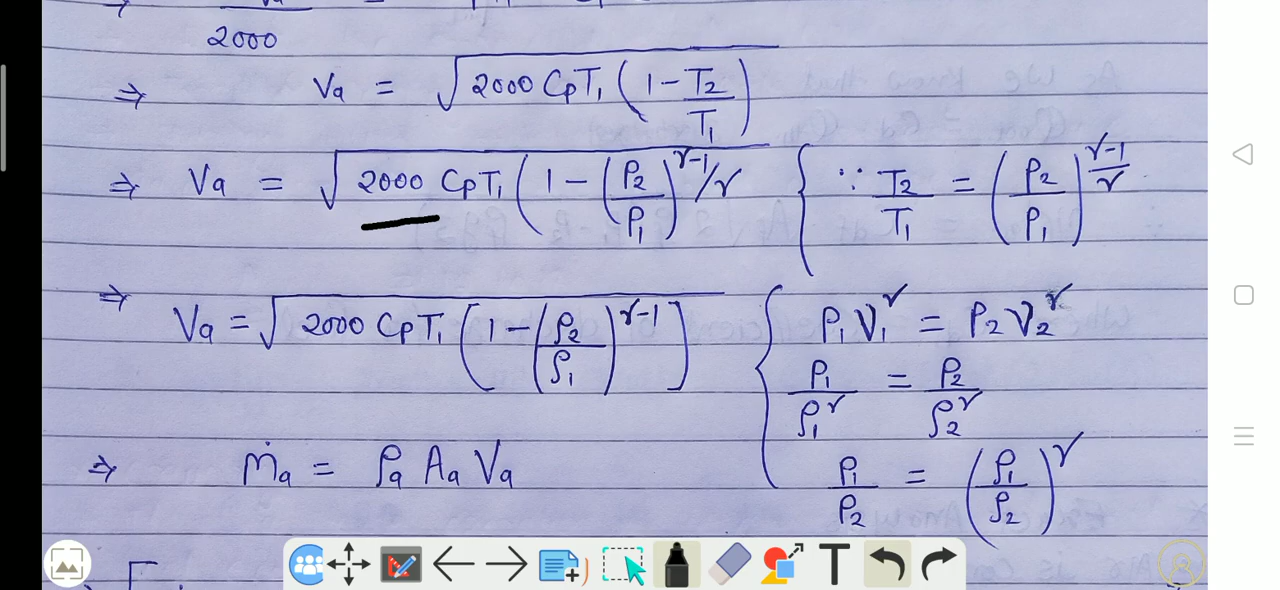 ⇒ 2000
⇒ Va = √(2000 CpT₁ (1 - T₂/T₁))
⇒ Va = √(2000 CpT₁ (1 - (P₂/P₁)^(γ-1/γ))) { ∵ T₂/T₁ = (P₂/P₁)^((γ-1)/γ)
⇒ Va = √(2000 CpT₁ [1 - (ρ₂/ρ₁)^(γ-1)]) { P₁V₁^γ = P₂V₂^γ
P₁/ρ₁^γ = P₂/ρ₂^γ
⇒ ṁa = ρa Aa Va
P₁/P₂ = (ρ₁/ρ₂)^γ
T